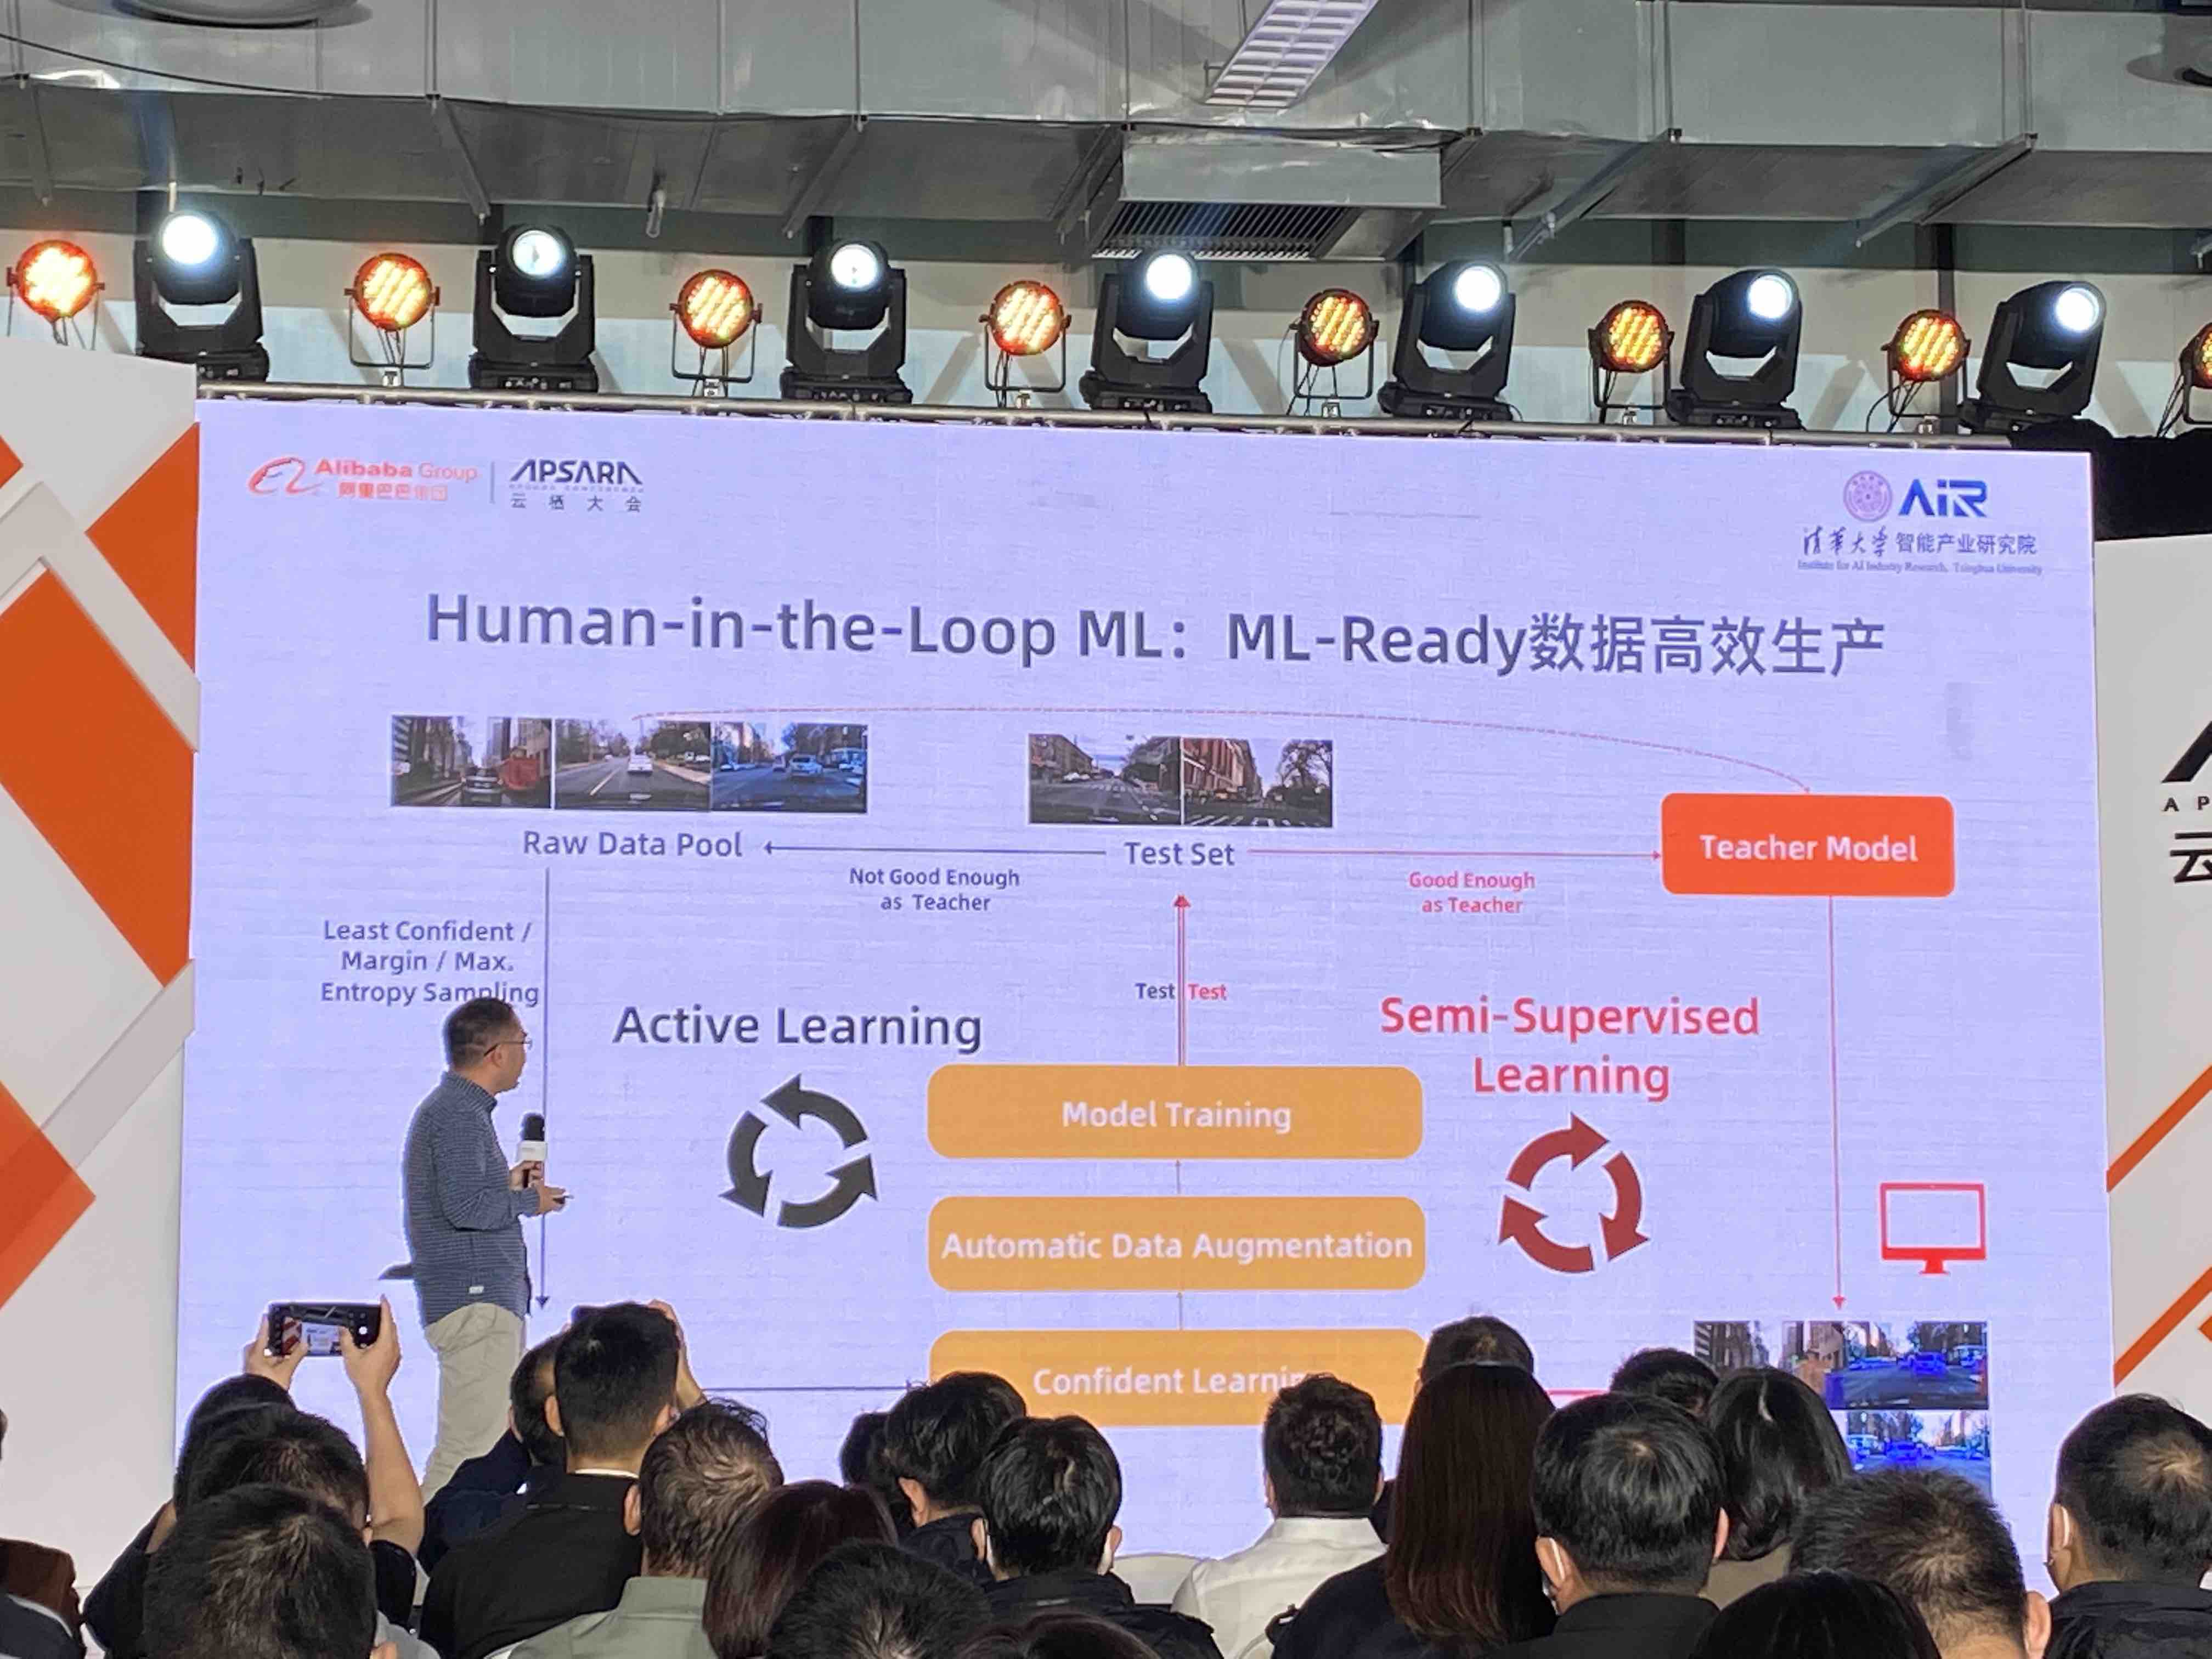 Alibaba Group
阿里巴巴集团
APSARA
云栖大会
AIR
清华大学智能产业研究院
Institute for AI Industry Research, Tsinghua University
Human-in-the-Loop ML：ML-Ready数据高效生产
Raw Data Pool
Not Good Enough
as Teacher
Test Set
Good Enough
as Teacher
Teacher Model
Least Confident /
Margin / Max.
Entropy Sampling
Active Learning
Test
Test
Semi-Supervised
Learning
Model Training
Automatic Data Augmentation
Confident
A P
云